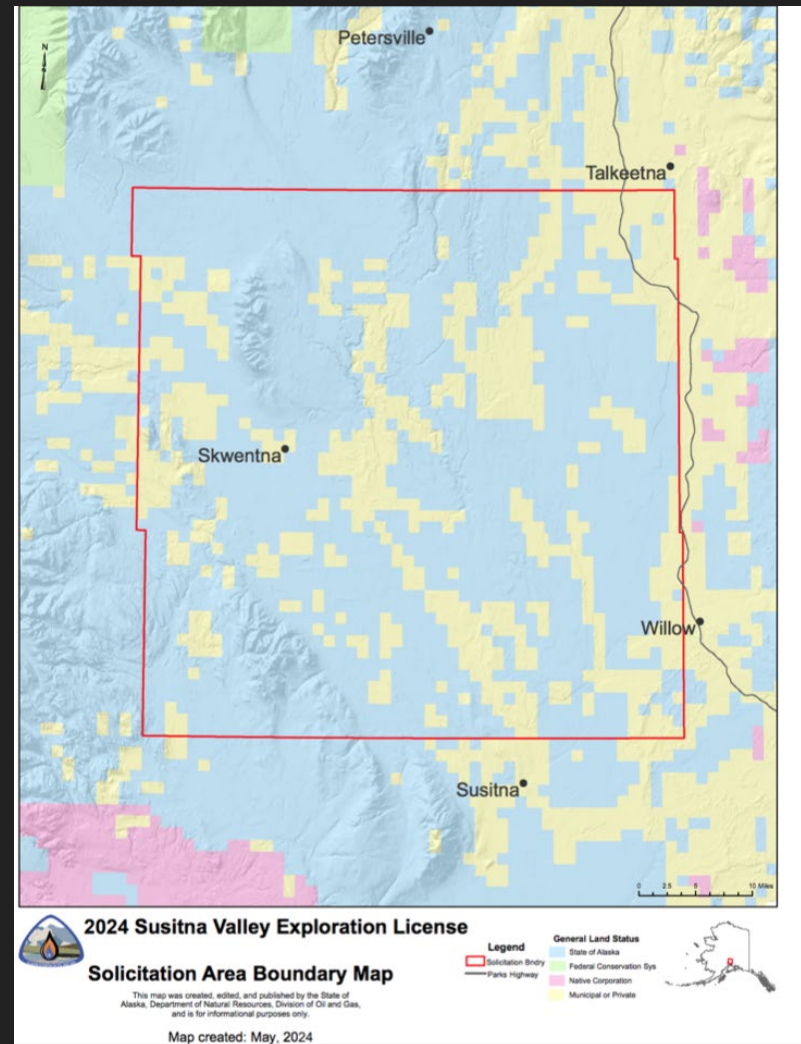 N
Petersville
Talkeetna
Skwentna
Willow
Susitna
0 2.5 5 10 Miles
2024 Susitna Valley Exploration License
Solicitation Area Boundary Map
This map was created, edited, and published by the State of
Alaska, Department of Natural Resources, Division of Oil and Gas,
and is for informational purposes only.
Map created: May, 2024
Legend
Solicitation Bndry
Parks Highway
General Land Status
State of Alaska
Federal Conservation Sys
Native Corporation
Municipal or Private